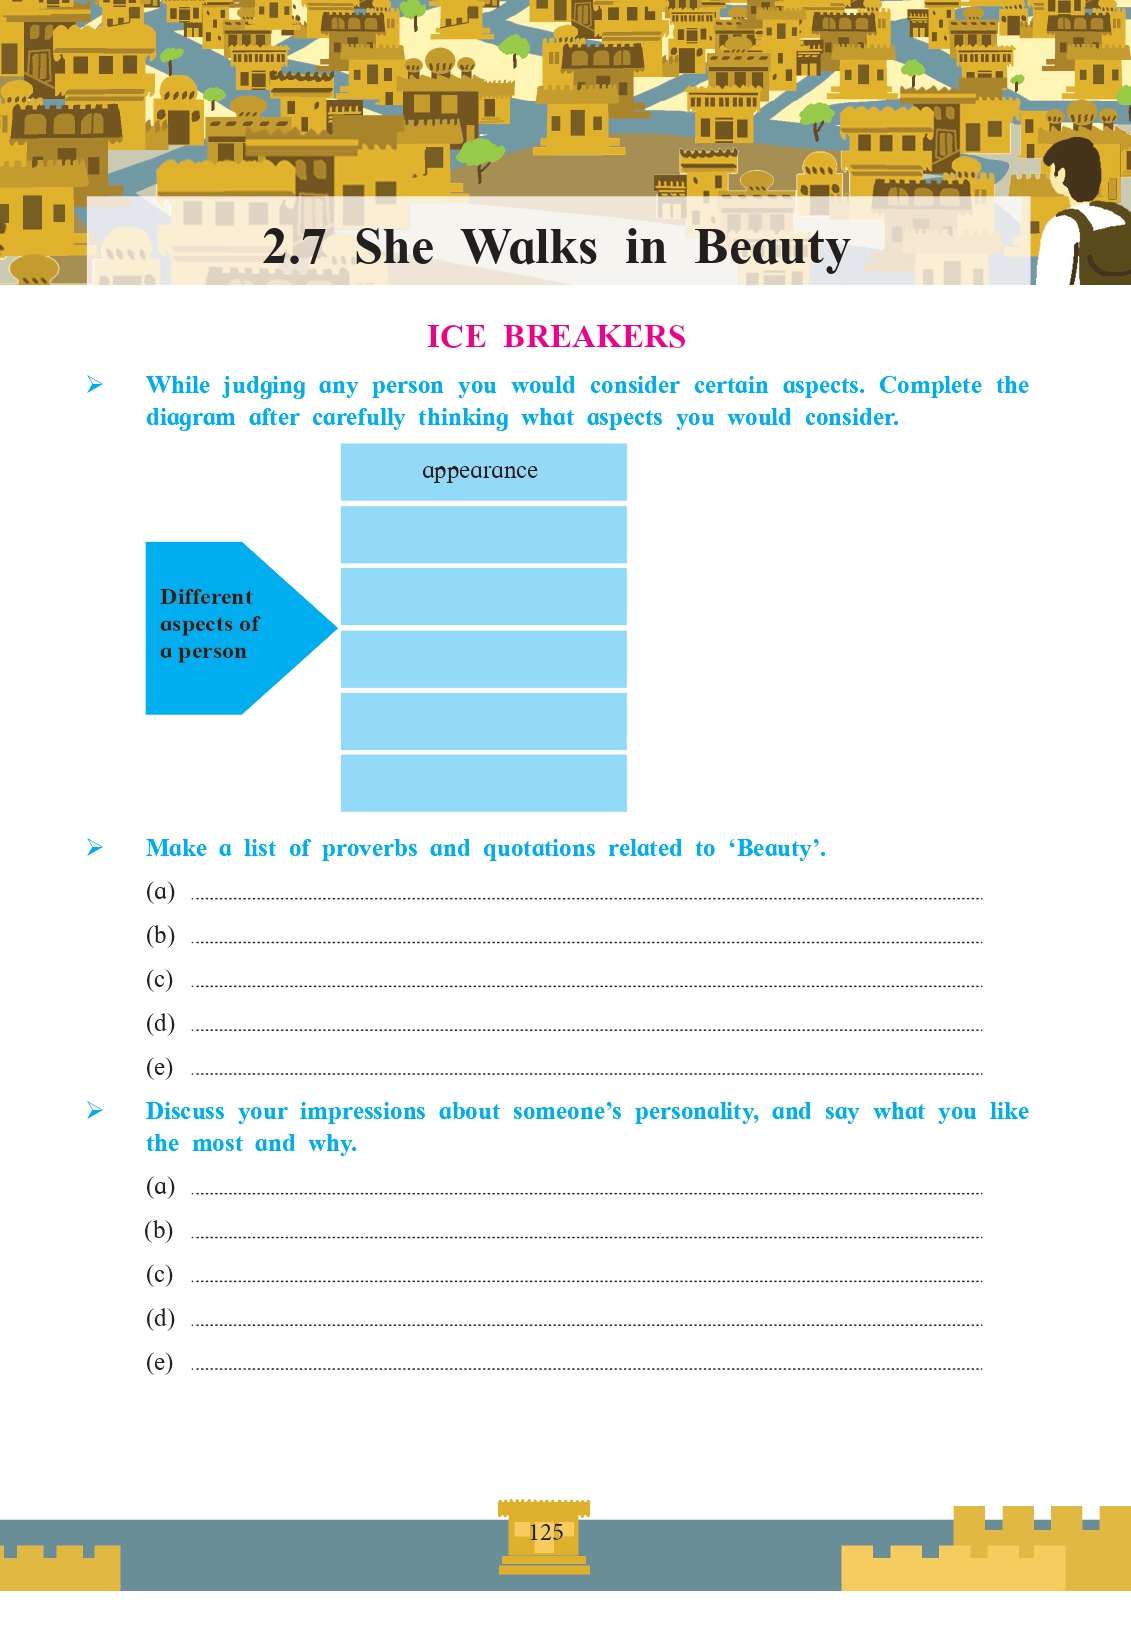 2.7 She Walks in Beauty
ICE BREAKERS
➢ While judging any person you would consider certain aspects. Complete the
diagram after carefully thinking what aspects you would consider.
appearance
Different
aspects of
a person
➢ Make a list of proverbs and quotations related to ‘Beauty’.
(a) ................................................................
(b) ................................................................
(c) ................................................................
(d) ................................................................
(e) ................................................................
➢ Discuss your impressions about someone’s personality, and say what you like
the most and why.
(a) ................................................................
(b) ................................................................
(c) ................................................................
(d) ................................................................
(e) ................................................................
125